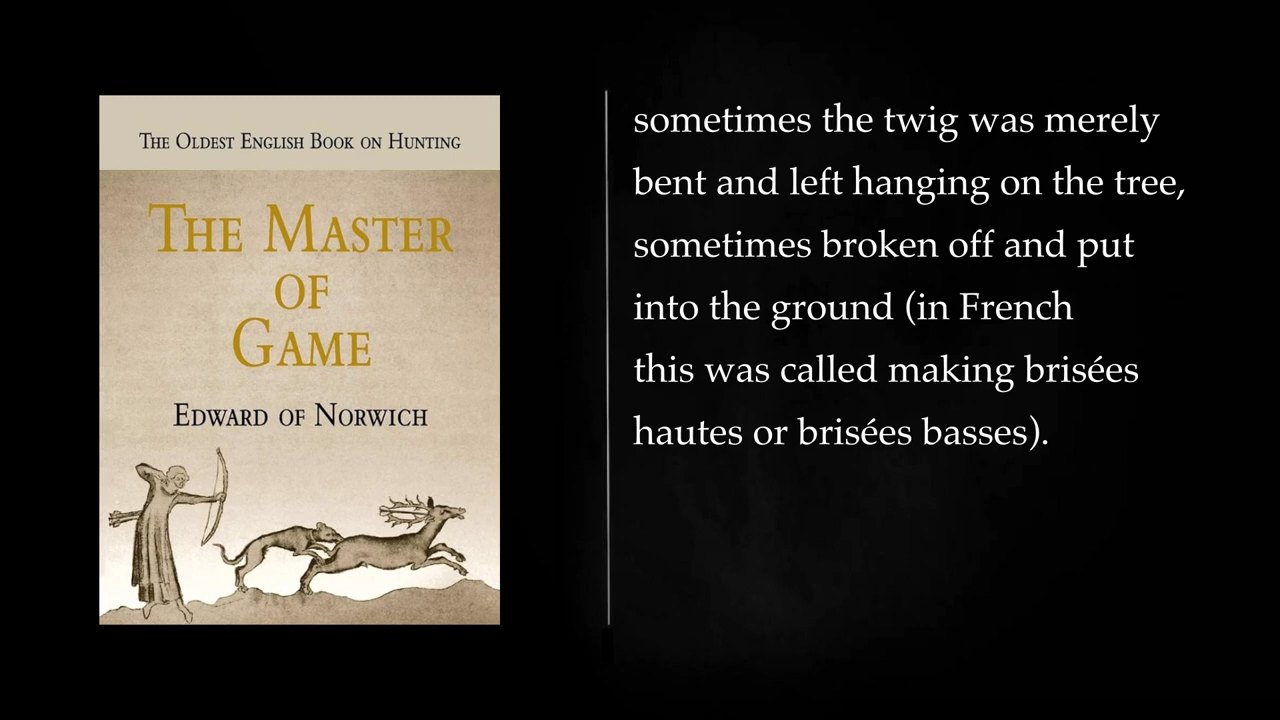 The Oldest English Book on Hunting
The Master
of
Game
Edward of Norwich
sometimes the twig was merely
bent and left hanging on the tree,
sometimes broken off and put
into the ground (in French
this was called making brisées
hautes or brisées basses).